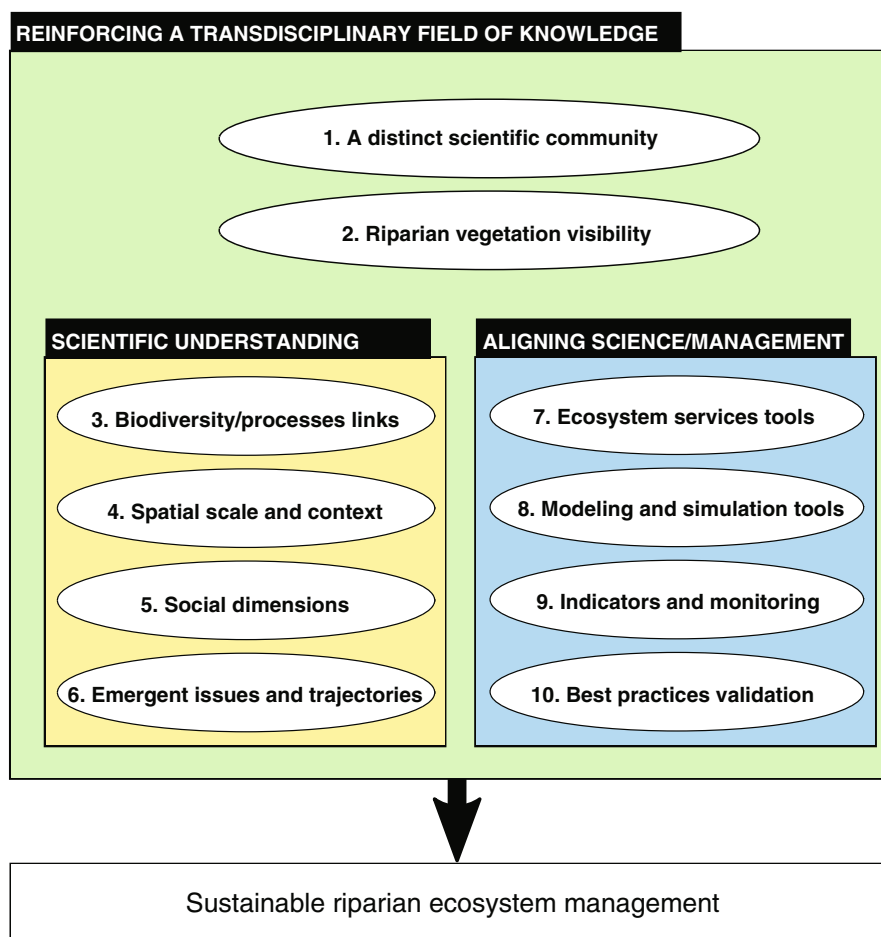 REINFORCING A TRANSDISCIPLINARY FIELD OF KNOWLEDGE
1. A distinct scientific community
2. Riparian vegetation visibility
SCIENTIFIC UNDERSTANDING
3. Biodiversity/processes links
4. Spatial scale and context
5. Social dimensions
6. Emergent issues and trajectories
ALIGNING SCIENCE/MANAGEMENT
7. Ecosystem services tools
8. Modeling and simulation tools
9. Indicators and monitoring
10. Best practices validation
Sustainable riparian ecosystem management